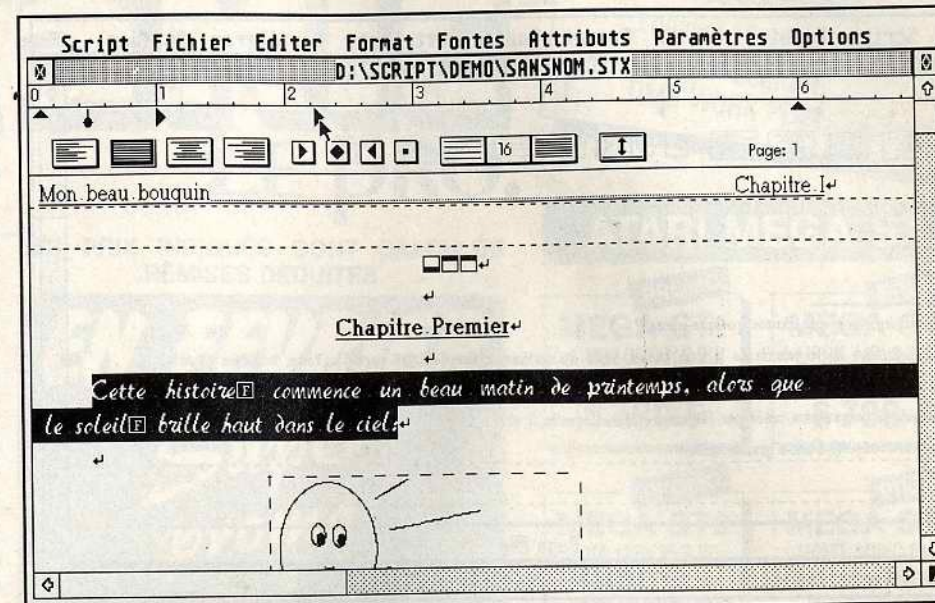 Script Fichier Editer Format Fontes Attributs Paramètres Options
D:\SCRIPT\DEMO\SANSNOM.STX
0 1 2 3 4 5 6
16 Page: 1
Mon beau bouquin Chapitre I
Chapitre Premier
Cette histoire F commence un beau matin de printemps, alors que
le soleil F brille haut dans le ciel: